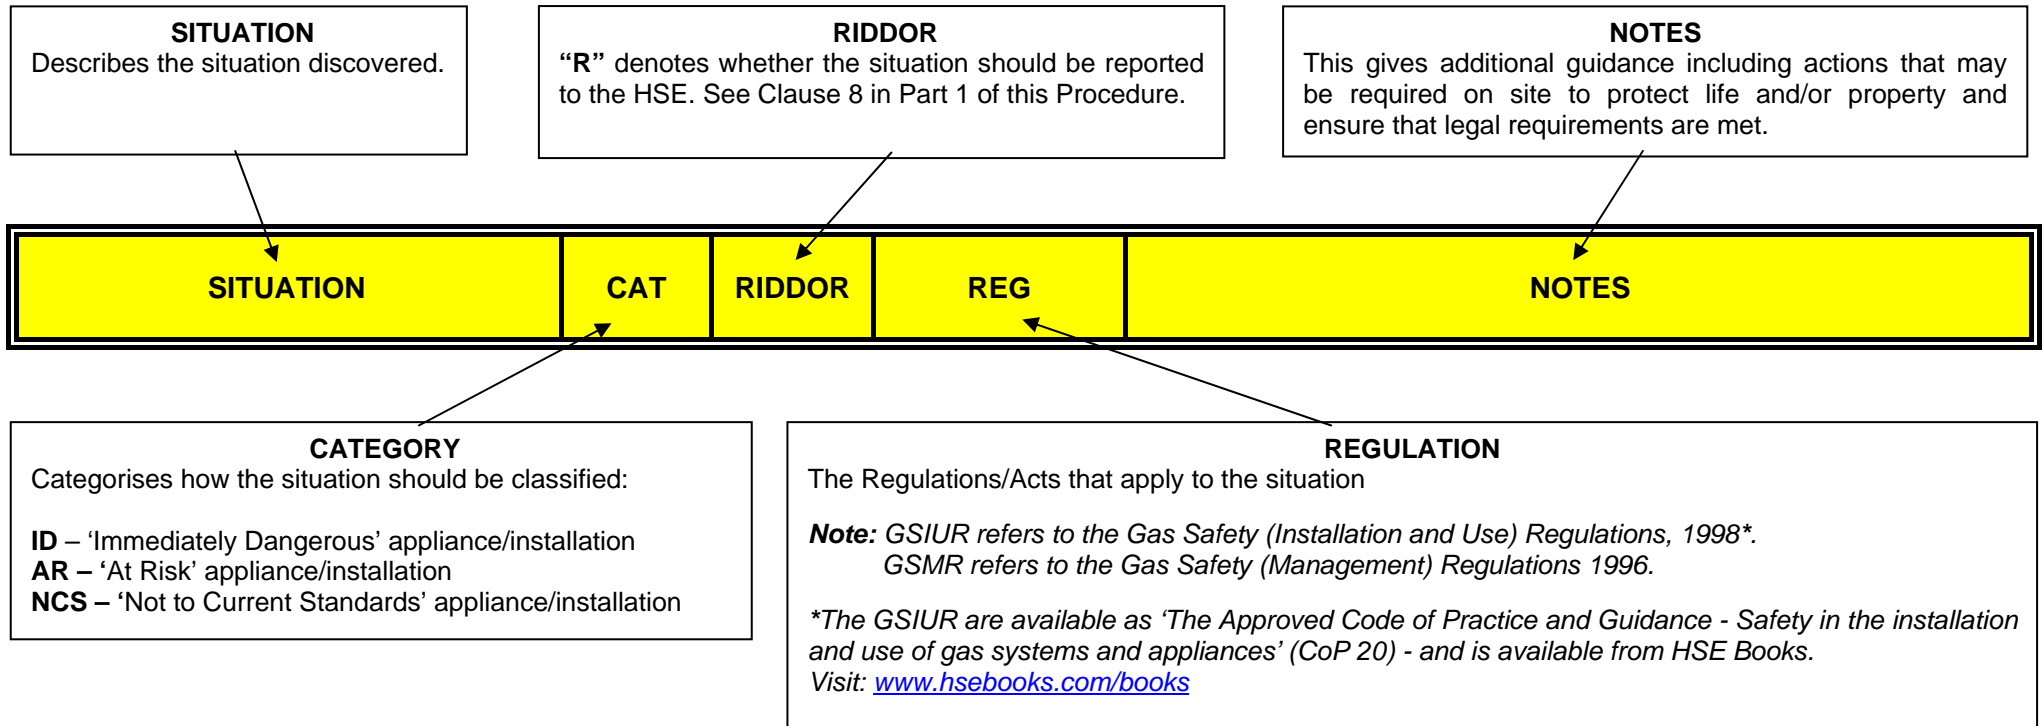 SITUATION
Describes the situation discovered.
RIDDOR
“R” denotes whether the situation should be reported
to the HSE. See Clause 8 in Part 1 of this Procedure.
NOTES
This gives additional guidance including actions that may
be required on site to protect life and/or property and
ensure that legal requirements are met.
SITUATION CAT RIDDOR REG NOTES
CATEGORY
Categorises how the situation should be classified:
ID – ‘Immediately Dangerous’ appliance/installation
AR – ‘At Risk’ appliance/installation
NCS – ‘Not to Current Standards’ appliance/installation
REGULATION
The Regulations/Acts that apply to the situation
Note: GSIUR refers to the Gas Safety (Installation and Use) Regulations, 1998*.
GSMR refers to the Gas Safety (Management) Regulations 1996.
*The GSIUR are available as ‘The Approved Code of Practice and Guidance - Safety in the installation
and use of gas systems and appliances’ (CoP 20) - and is available from HSE Books.
Visit: www.hsebooks.com/books